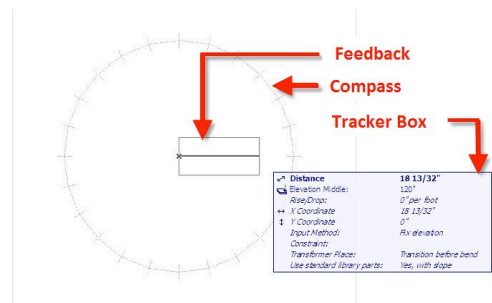 Feedback
Compass
Tracker Box
Distance 18 13/32"
Elevation Middle: 120"
Rise/Drop: 0" per foot
X Coordinate 18 13/32"
Y Coordinate 0"
Input Method: Fix elevation
Constraint:
Transformer Place: Transition before bend
Use standard library parts: Yes, with slope